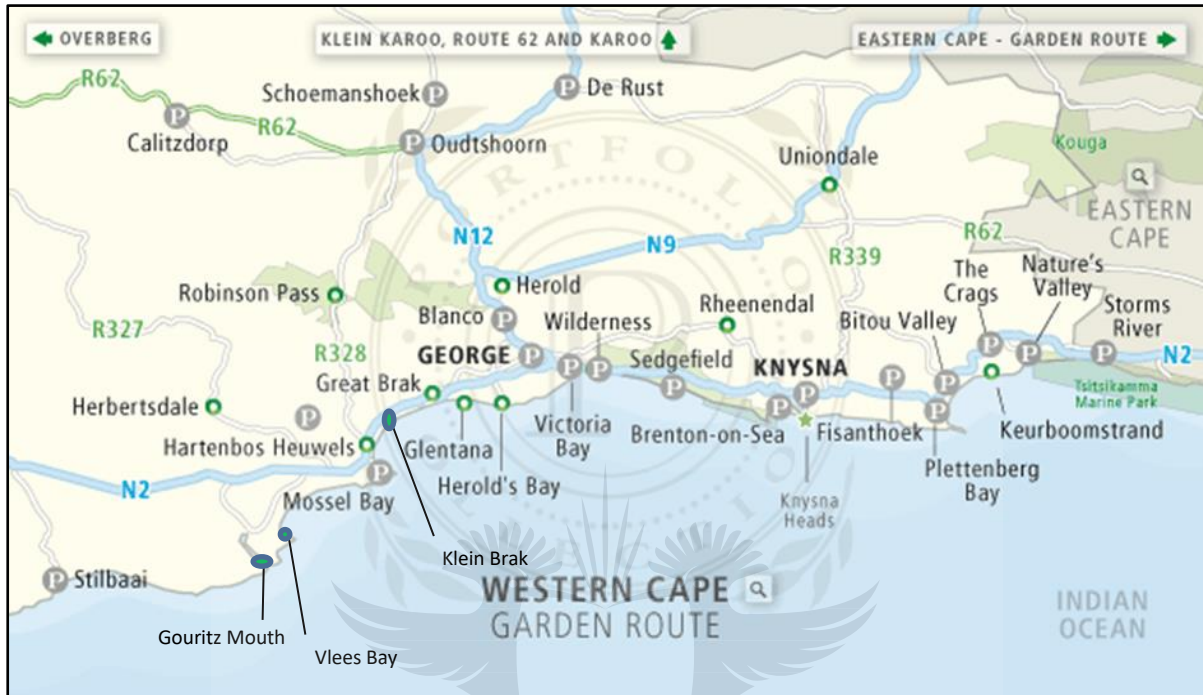 OVERBERG
KLEIN KAROO, ROUTE 62 AND KAROO
EASTERN CAPE - GARDEN ROUTE
R62
Schoemanshoek
P
P
De Rust
P
Calitzdorp
R62
P
Oudtshoorn
Uniondale
Kouga
EASTERN
CAPE
N12
N9
R339
R62
Robinson Pass
Herold
The
Crags
Nature's
Valley
Storms
River
R327
R328
Blanco
P
Wilderness
Rheenendal
Bitou Valley
GEORGE
P
P
P
Sedgefield
P
KNYSNA
P
P
P
P
P
P
N2
Great Brak
Tsitsikamma
Marine Park
Herbertsdale
P
Hartenbos Heuwels
Glentana
Victoria
Bay
Brenton-on-Sea
P
Fisanthoek
P
Keurboomstrand
N2
Mossel Bay
P
Herold's Bay
Plettenberg
Bay
Knysna
Heads
Klein Brak
P
Stilbaai
WESTERN CAPE
GARDEN ROUTE
INDIAN
OCEAN
Gouritz Mouth
Vlees Bay
PORTFOLIO